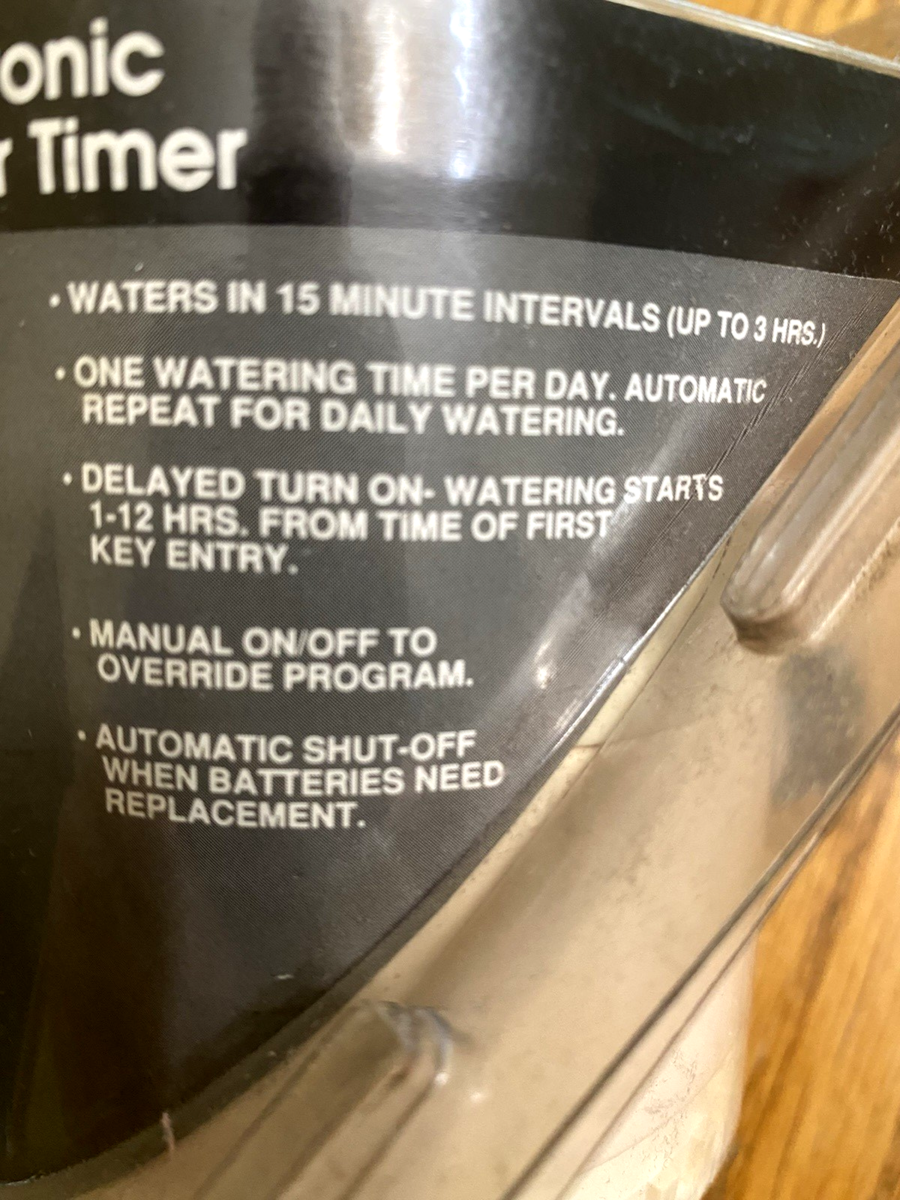 onic
Timer
• WATERS IN 15 MINUTE INTERVALS (UP TO 3 HRS.)
• ONE WATERING TIME PER DAY. AUTOMATIC
REPEAT FOR DAILY WATERING.
• DELAYED TURN ON- WATERING STARTS
1-12 HRS. FROM TIME OF FIRST
KEY ENTRY.
• MANUAL ON/OFF TO
OVERRIDE PROGRAM.
• AUTOMATIC SHUT-OFF
WHEN BATTERIES NEED
REPLACEMENT.